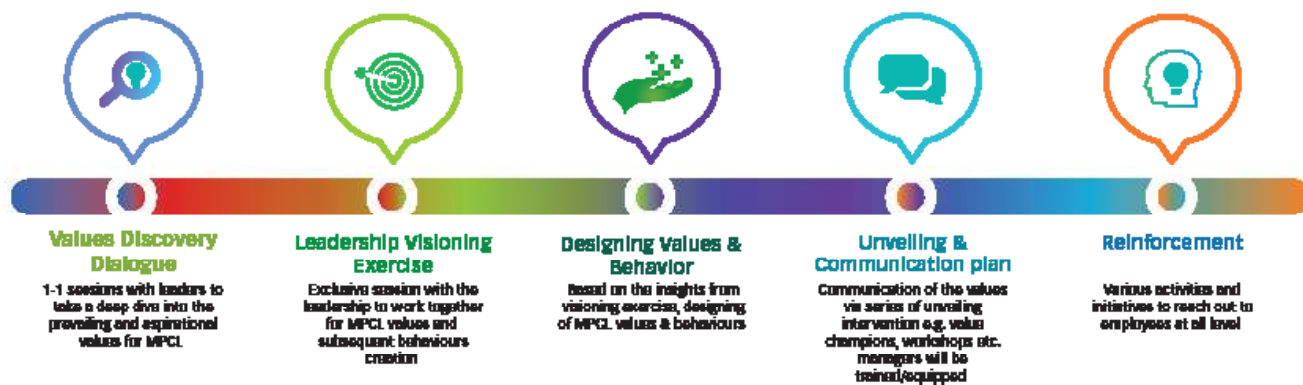 Values Discovery
Dialogue
1-1 sessions with leaders to
take a deep dive into the
prevailing and aspirational
values for MPCL
Leadership Visioning
Exercise
Exclusive session with the
leadership to work together
for MPCL values and
subsequent behaviours
creation
Designing Values &
Behavior
Based on the insights from
visioning exercise, designing
of MPCL values & behaviours
Unveiling &
Communication plan
Communication of the values
via series of unveiling
intervention e.g. value
champions, workshops etc.
managers will be
trained/equipped
Reinforcement
Various activities and
initiatives to reach out to
employees at all level